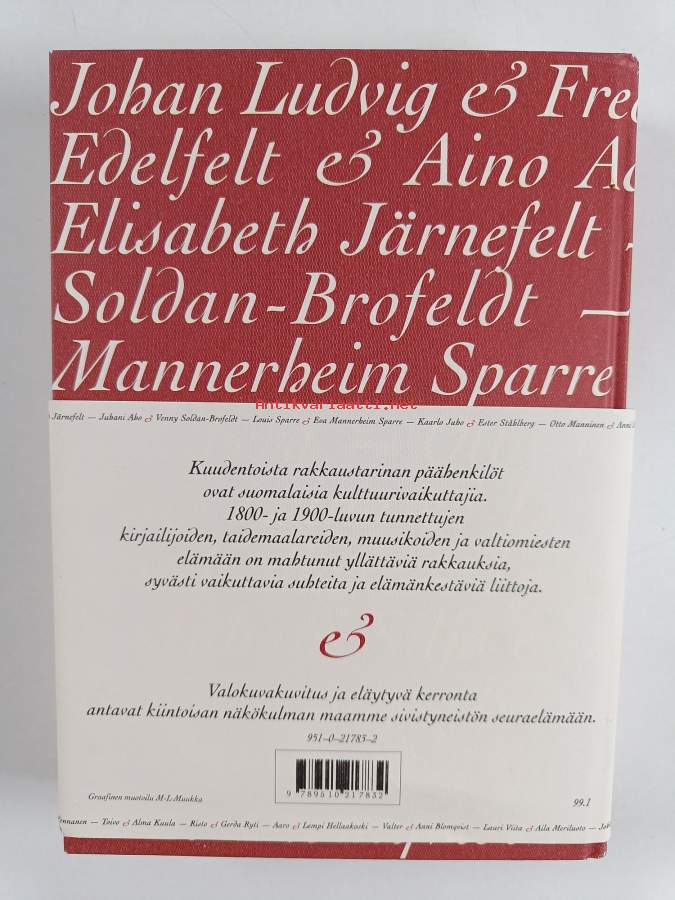 Johan Ludvig & Fre
Edelfelt & Aino A
Elisabeth Järnefelt –
Soldan-Brofeldt —
Mannerheim Sparre
Antikvariaatti.net
Järnefelt — Juhani Aho & Venny Soldan-Brofeldt — Louis Sparre & Eva Mannerheim Sparre — Kaarlo Juho & Ester Ståhlberg — Otto Manninen & Anni
Kuudentoista rakkaustarinan päähenkilöt
ovat suomalaisia kulttuurivaikuttajia.
1800- ja 1900-luvun tunnettujen
kirjailijoiden, taidemaalareiden, muusikoiden ja valtiomiesten
elämään on mahtunut yllättäviä rakkauksia,
syvästi vaikuttavia suhteita ja elämänkestäviä liittoja.
&
Valokuvakuvitus ja eläytyvä kerronta
antavat kiintoisan näkökulman maamme sivistyneistön seuraelämään.
951-0-21783-2
9 789510 217832
Graafinen muotoilu M-L Muukka
99.1
nnanen — Toivo & Alma Kuula — Risto & Gerda Ryti — Aaro & Lempi Hellaakoski — Valter & Anni Blomqvist — Lauri Viita & Aila Meriluoto — Joh